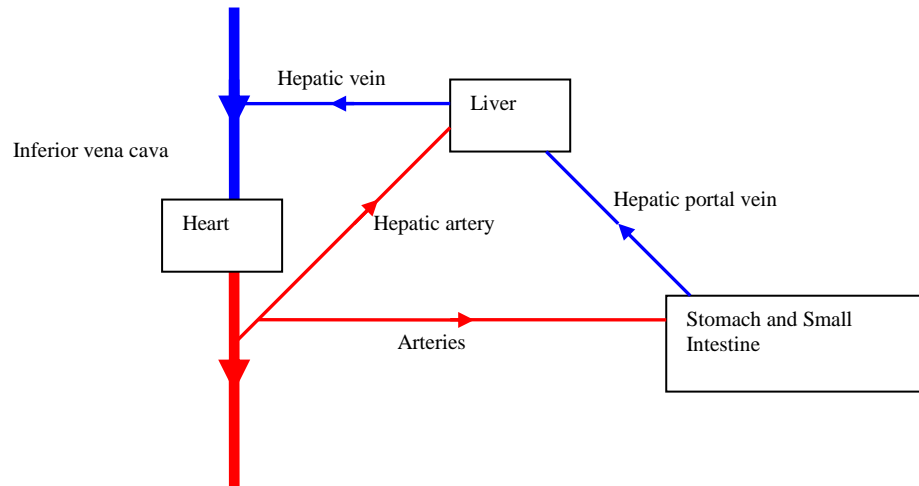 Hepatic vein
Liver
Inferior vena cava
Hepatic portal vein
Heart
Hepatic artery
Stomach and Small
Intestine
Arteries